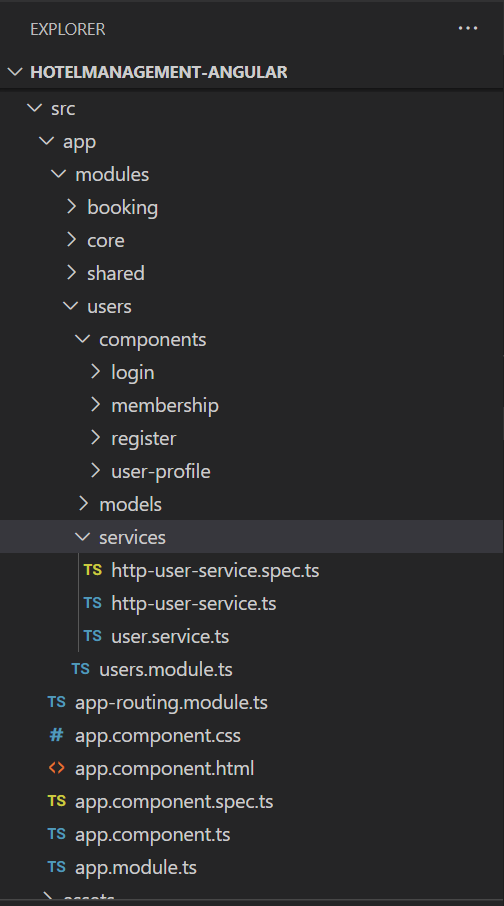 EXPLORER ...
HOTELMANAGEMENT-ANGULAR
src
app
modules
booking
core
shared
users
components
login
membership
register
user-profile
models
services
TS http-user-service.spec.ts
TS http-user-service.ts
TS user.service.ts
TS users.module.ts
TS app-routing.module.ts
# app.component.css
<> app.component.html
TS app.component.spec.ts
TS app.component.ts
TS app.module.ts
assets